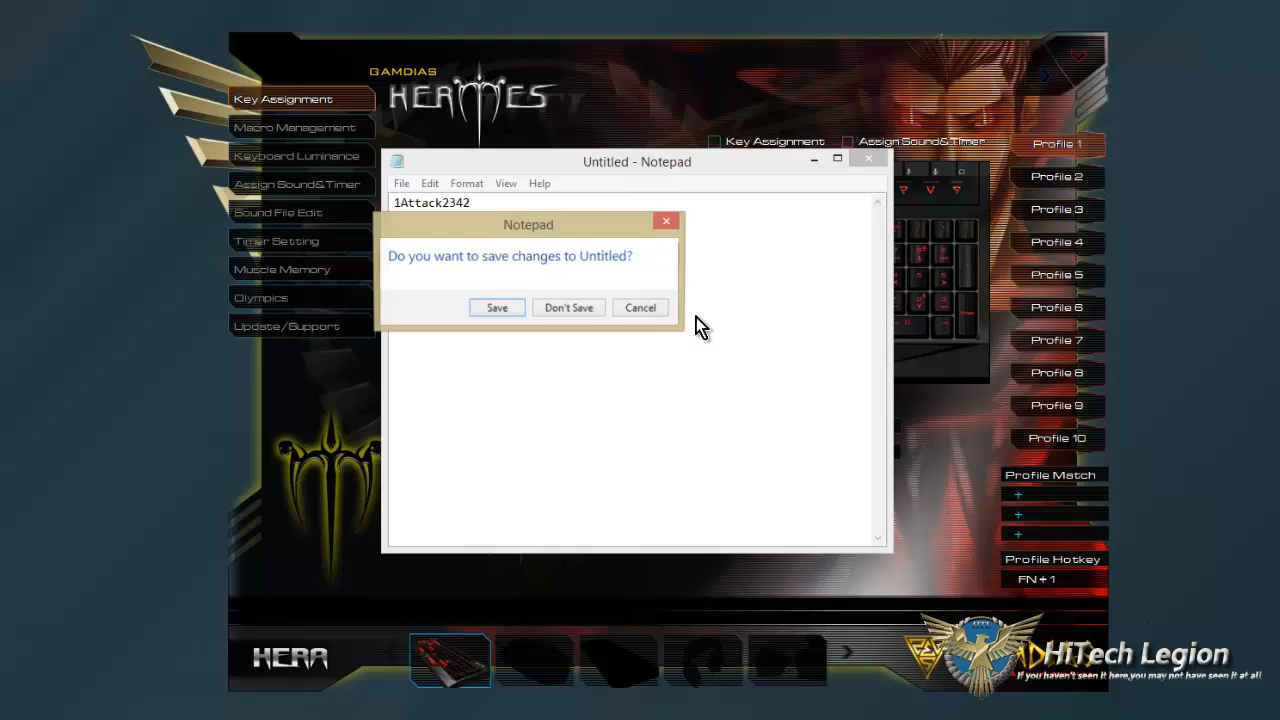 GAMDIAS
HERMES
Key Assignment
Macro Management
Keyboard Luminance
Assign Sound&Timer
Sound File Edit
Timer Setting
Muscle Memory
Olympics
Update/Support
Key Assignment
Assign Sound&Timer
Untitled - Notepad
File Edit Format View Help
1Attack2342
Notepad
Do you want to save changes to Untitled?
Save Don't Save Cancel
Profile 1
Profile 2
Profile 3
Profile 4
Profile 5
Profile 6
Profile 7
Profile 8
Profile 9
Profile 10
Profile Match
+
+
+
Profile Hotkey
FN + 1
HERA
HiTech Legion
If you haven't seen it here,you may not have seen it at all.